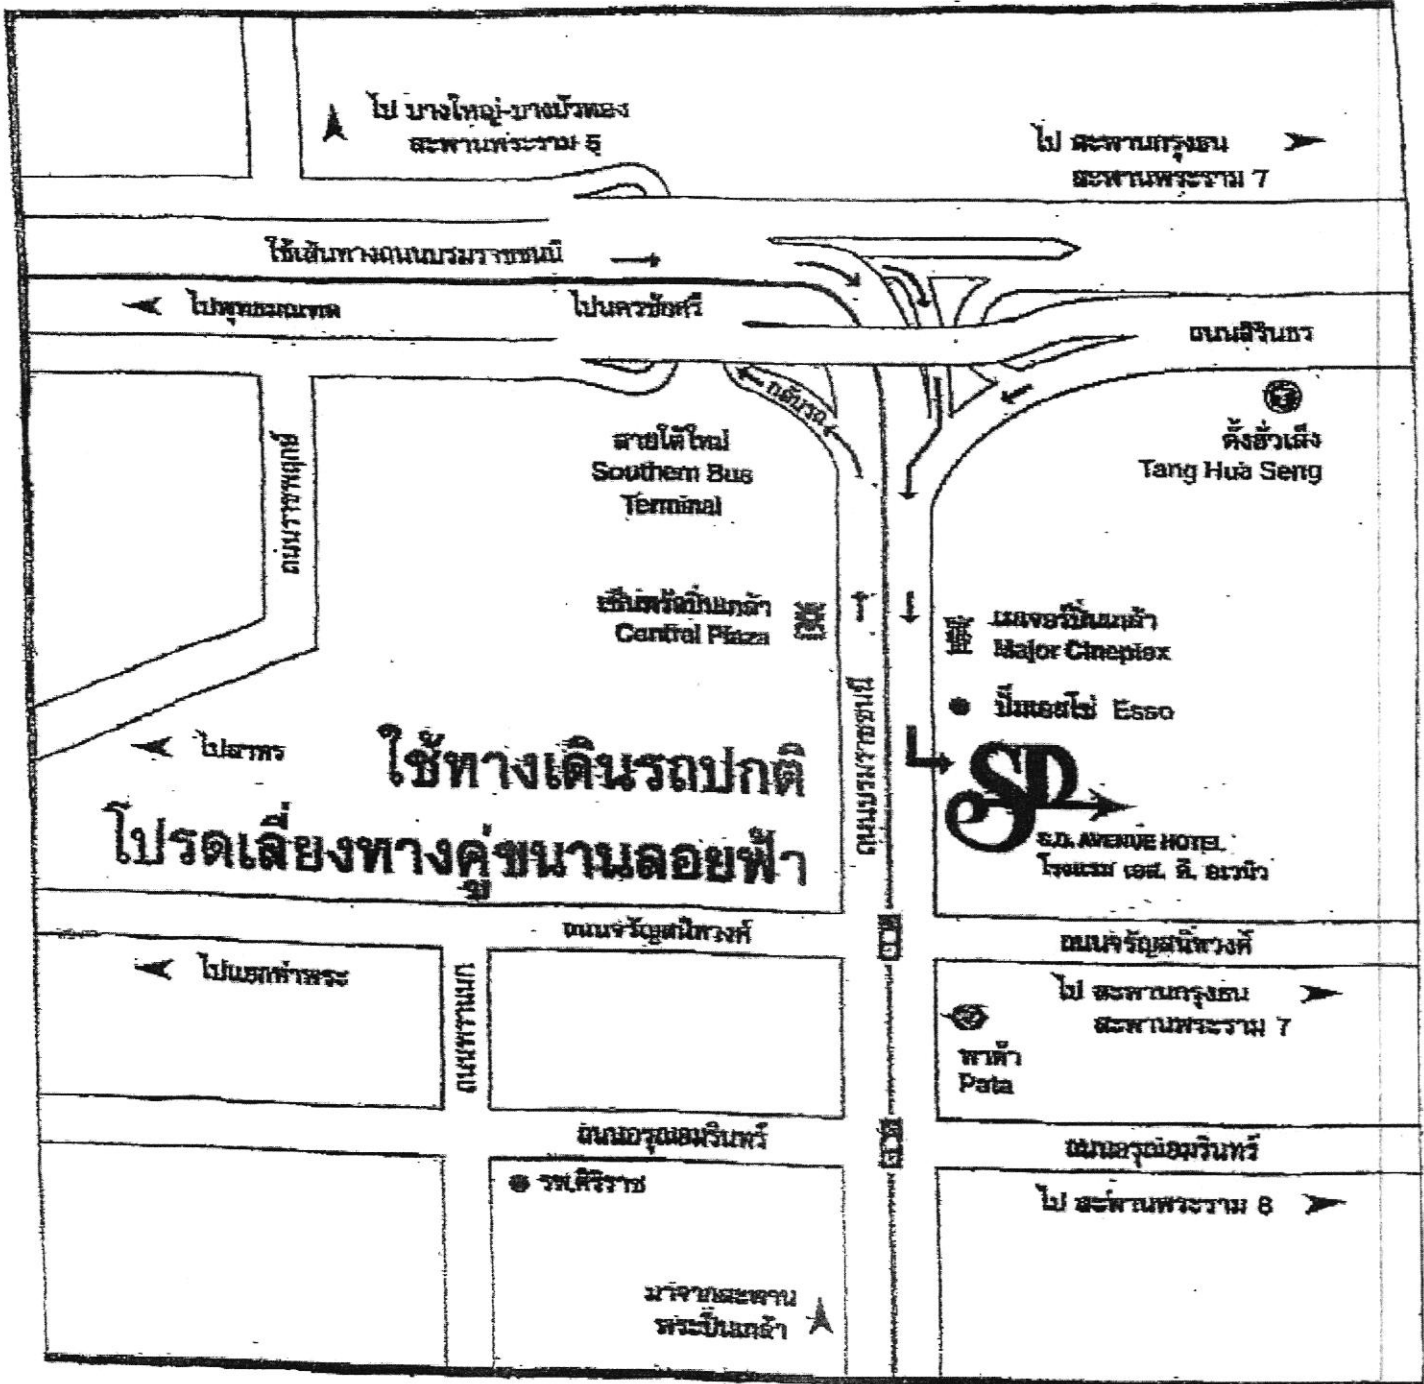 ไป บางใหญ่-บางบัวทอง
สะพานพระราม 5
ไป สะพานกรุงธน
สะพานพระราม 7
ใช้เส้นทางถนนบรมราชชนนี
ไปพุทธมณฑล
ไปนครชัยศรี
ถนนสิรินธร
กลับรถ
สายใต้ใหม่
Southern Bus
Terminal
ตั้งฮั่วเส็ง
Tang Hua Seng
ถนนราชพฤกษ์
เซ็นทรัลปิ่นเกล้า
Central Plaza
เมเจอร์ปิ่นเกล้า
Major Cineplex
ปั๊มเอสโซ่ Esso
ถนนบรมราชชนนี
ไปสาทร
ใช้ทางเดินรถปกติ
โปรดเลี่ยงทางคู่ขนานลอยฟ้า
SD
S.D. AVENUE HOTEL
โรงแรม เอส. ดี. อเวนิว
ถนนจรัญสนิทวงศ์
ถนนจรัญสนิทวงศ์
ไปแยกท่าพระ
ถนนพรานนก
ไป สะพานกรุงธน
สะพานพระราม 7
พาต้า
Pata
ถนนอรุณอมรินทร์
ถนนอรุณอมรินทร์
รพ.ศิริราช
ไป สะพานพระราม 8
มาจากสะพาน
พระปิ่นเกล้า